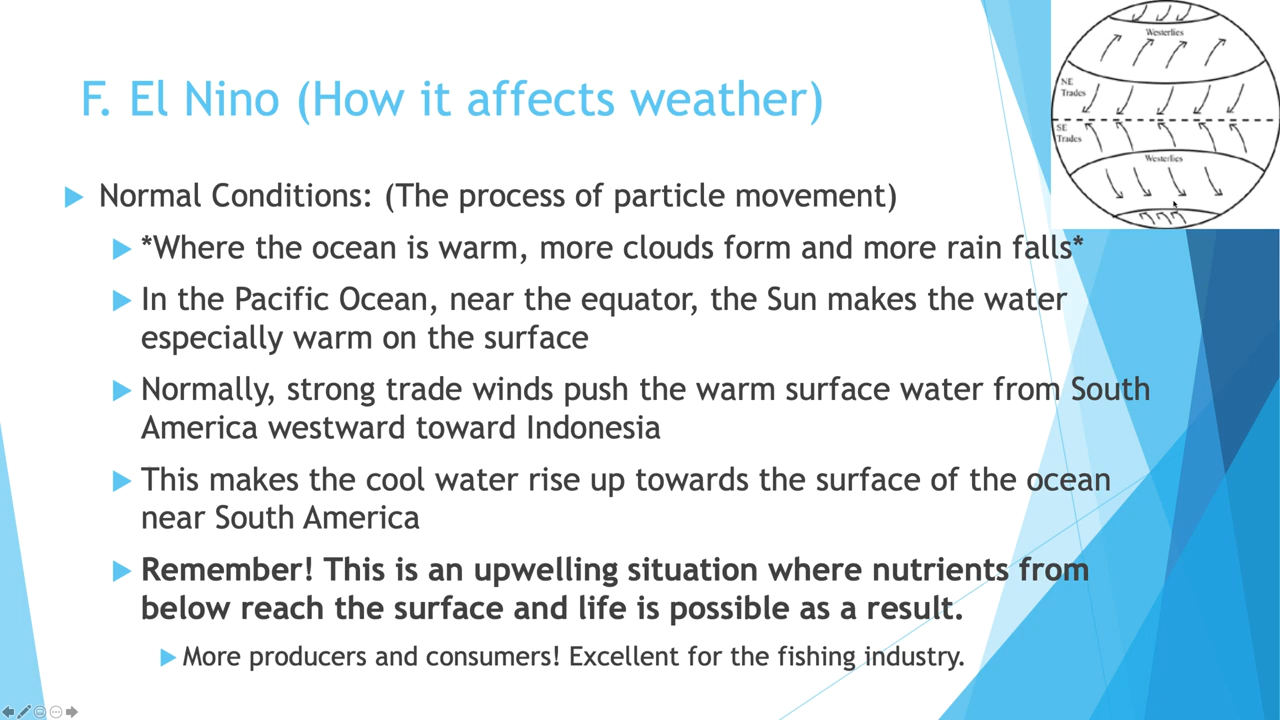 F. El Nino (How it affects weather)
Westerlies
NE
Trades
SE
Trades
Westerlies
Normal Conditions: (The process of particle movement)
*Where the ocean is warm, more clouds form and more rain falls*
In the Pacific Ocean, near the equator, the Sun makes the water
especially warm on the surface
Normally, strong trade winds push the warm surface water from South
America westward toward Indonesia
This makes the cool water rise up towards the surface of the ocean
near South America
Remember! This is an upwelling situation where nutrients from
below reach the surface and life is possible as a result.
More producers and consumers! Excellent for the fishing industry.